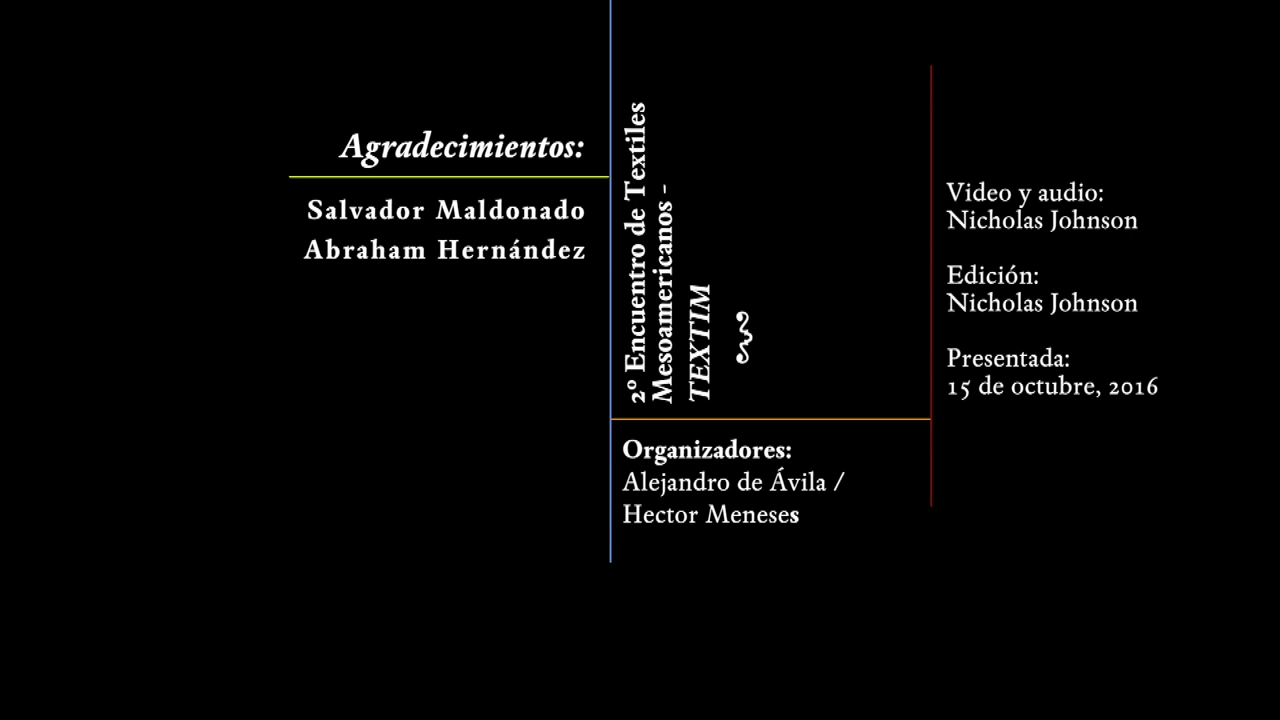 Agradecimientos:
Salvador Maldonado
Abraham Hernández
2º Encuentro de Textiles
Mesoamericanos -
TEXTIM
Organizadores:
Alejandro de Ávila /
Hector Meneses
Video y audio:
Nicholas Johnson
Edición:
Nicholas Johnson
Presentada:
15 de octubre, 2016